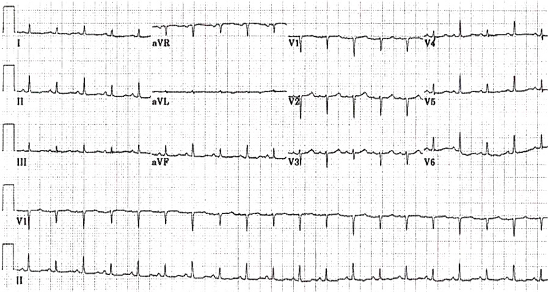 I aVR V1 V4
II aVL V2 V5
III aVF V3 V6
V1
II